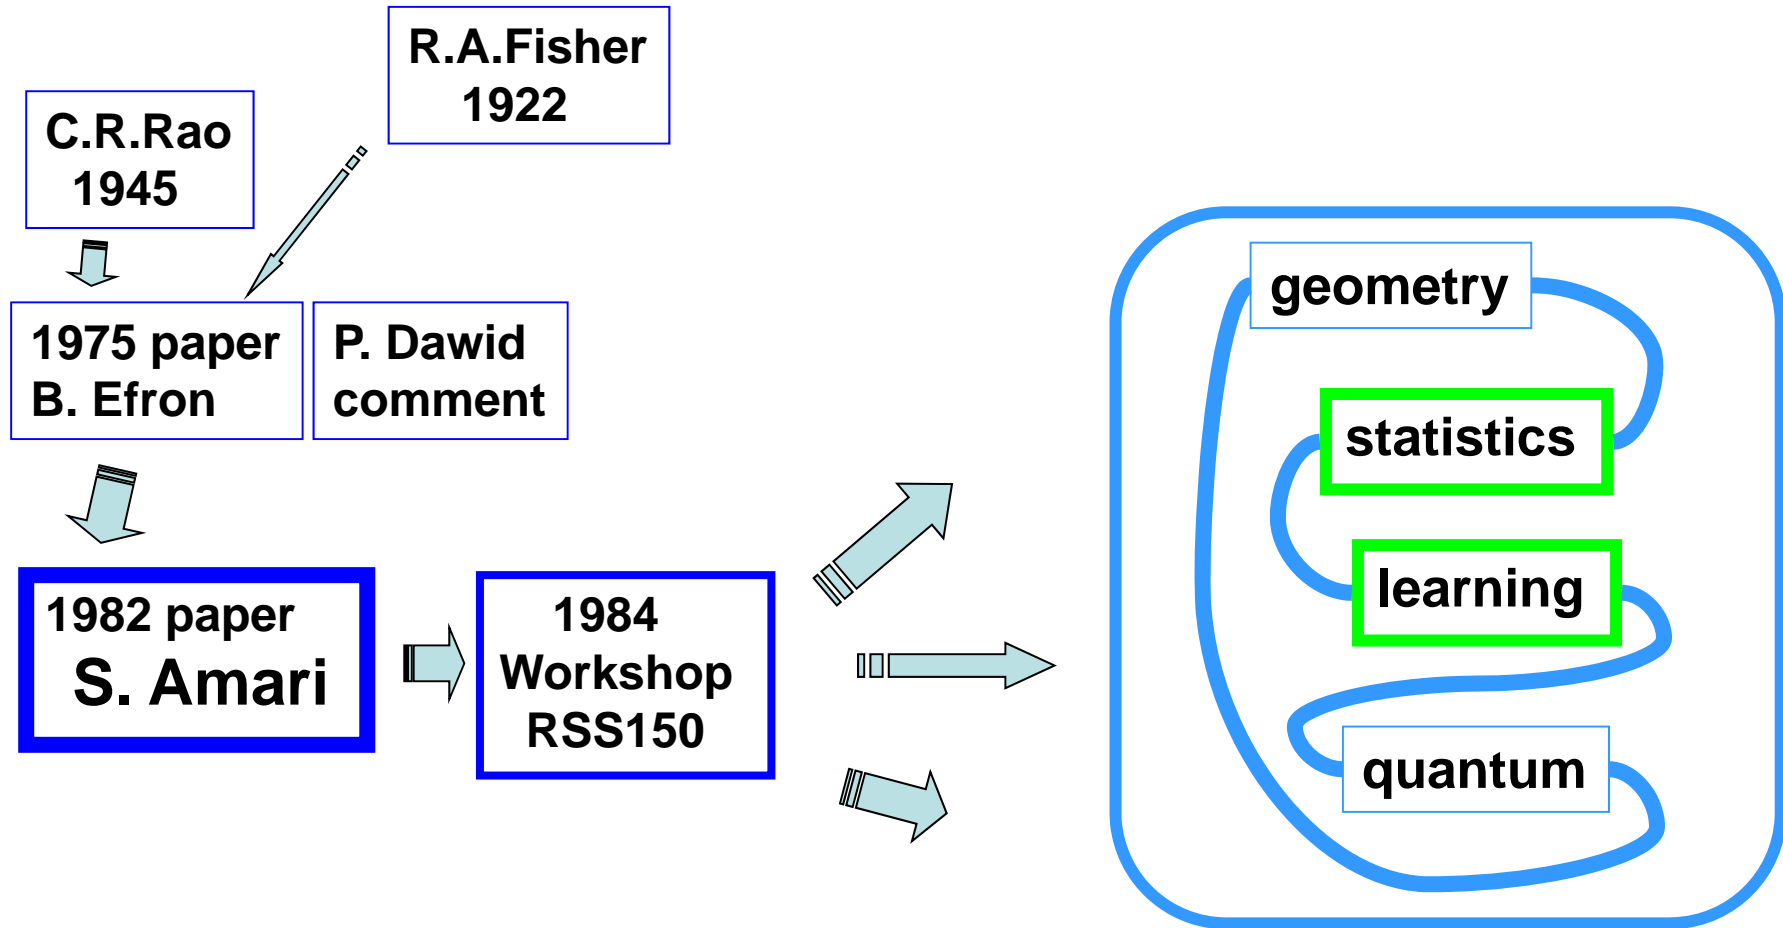 R.A.Fisher
1922
C.R.Rao
1945
1975 paper
B. Efron
P. Dawid
comment
1982 paper
S. Amari
1984
Workshop
RSS150
geometry
statistics
learning
quantum